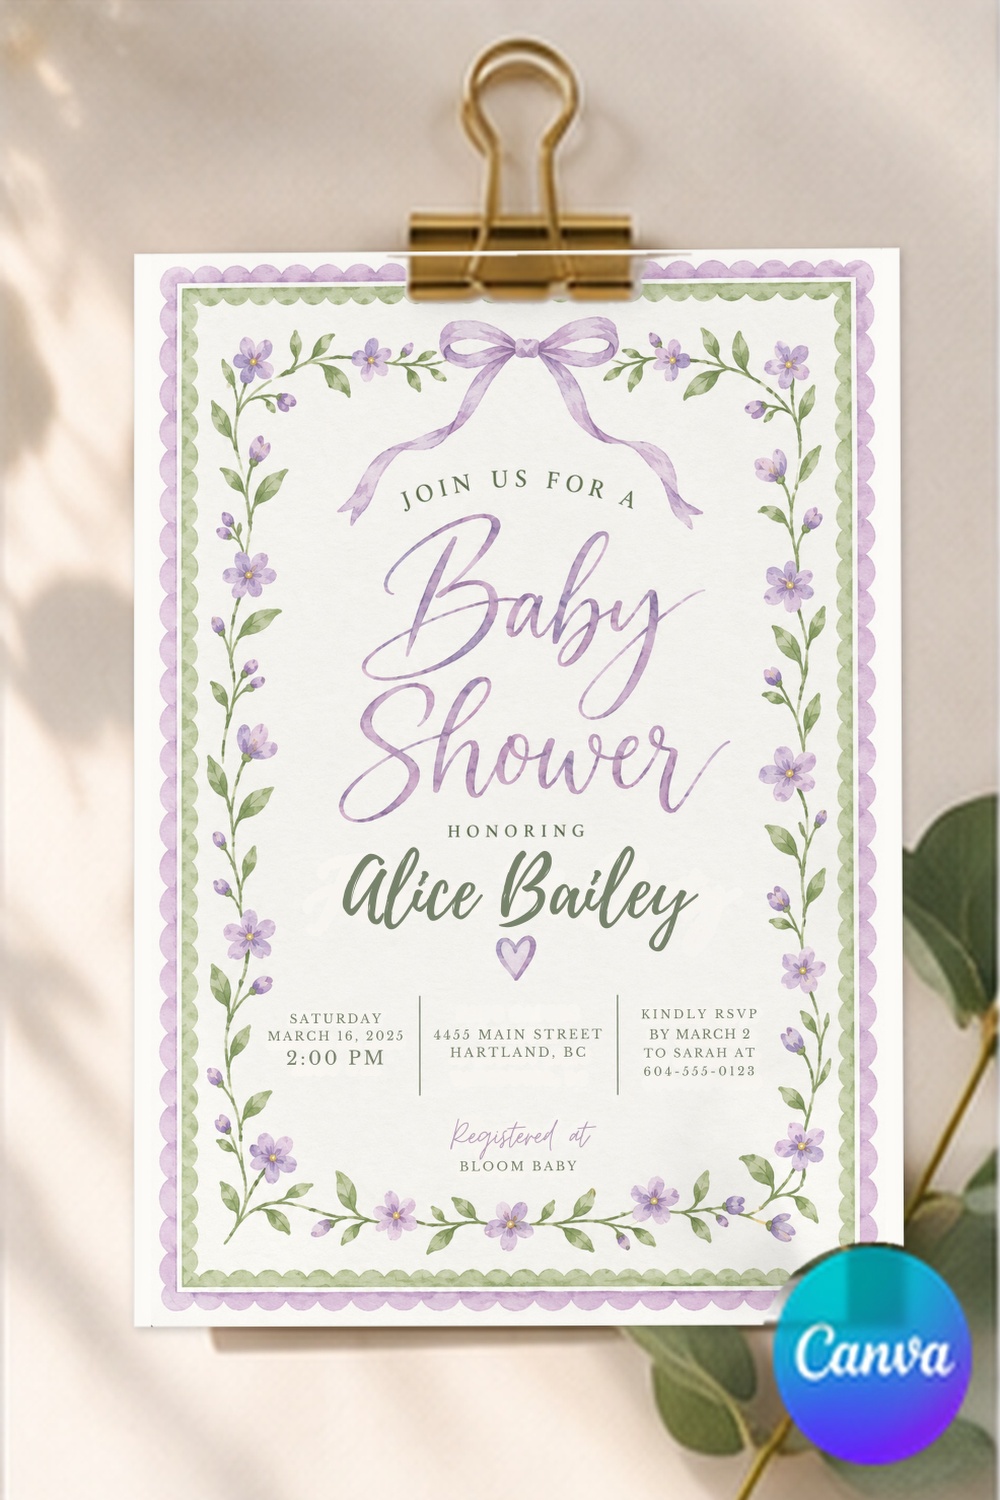 JOIN US FOR A
Baby
Shower
HONORING
Alice Bailey
SATURDAY
MARCH 16, 2025
2:00 PM
4455 MAIN STREET
HARTLAND, BC
KINDLY RSVP
BY MARCH 2
TO SARAH AT
604-555-0123
Registered at
BLOOM BABY
Canva